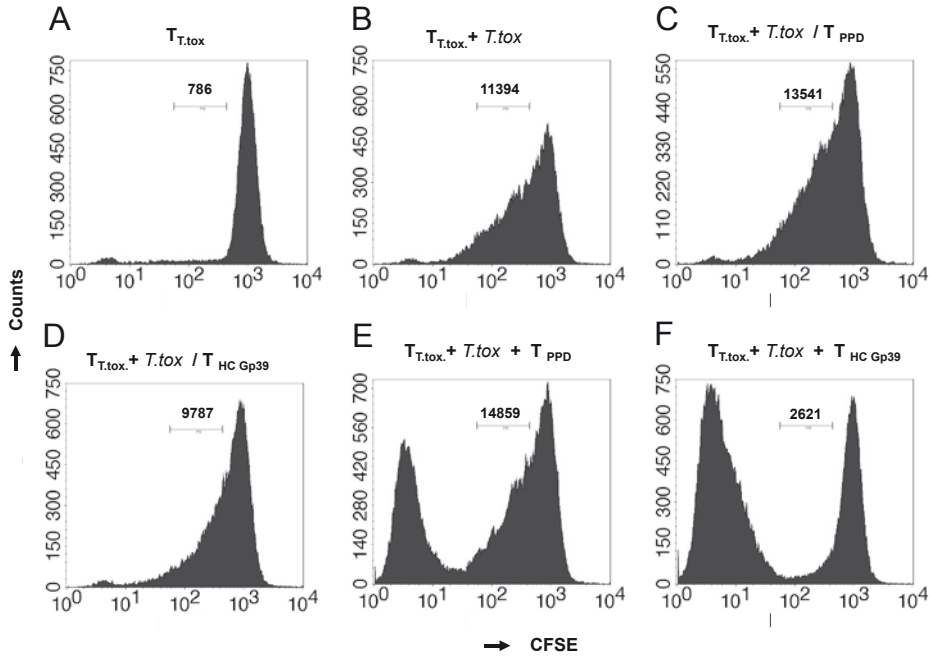 A
T T.tox
786
750
600
450
300
150
0
10^0 10^1 10^2 10^3 10^4
B
T T.tox. + T.tox
11394
750
600
450
300
150
0
10^0 10^1 10^2 10^3 10^4
C
T T.tox. + T.tox / T PPD
13541
550
440
330
220
110
0
10^0 10^1 10^2 10^3 10^4
Counts
D
T T.tox. + T.tox / T HC Gp39
9787
750
600
450
300
150
0
10^0 10^1 10^2 10^3 10^4
E
T T.tox. + T.tox + T PPD
14859
700
560
420
280
140
0
10^0 10^1 10^2 10^3 10^4
F
T T.tox. + T.tox + T HC Gp39
2621
750
600
450
300
150
0
10^0 10^1 10^2 10^3 10^4
CFSE